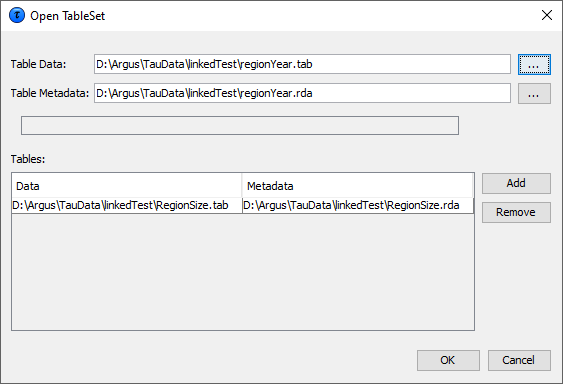 Open TableSet
Table Data: D:\Argus\TauData\linkedTest\regionYear.tab ...
Table Metadata: D:\Argus\TauData\linkedTest\regionYear.rda ...
Tables:
Data Metadata Add
D:\Argus\TauData\linkedTest\RegionSize.tab D:\Argus\TauData\linkedTest\RegionSize.rda Remove
OK Cancel